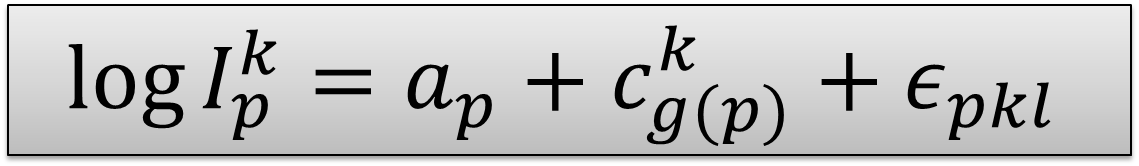 log I_p^k = a_p + c_{g(p)}^k + ϵ_{pkl}